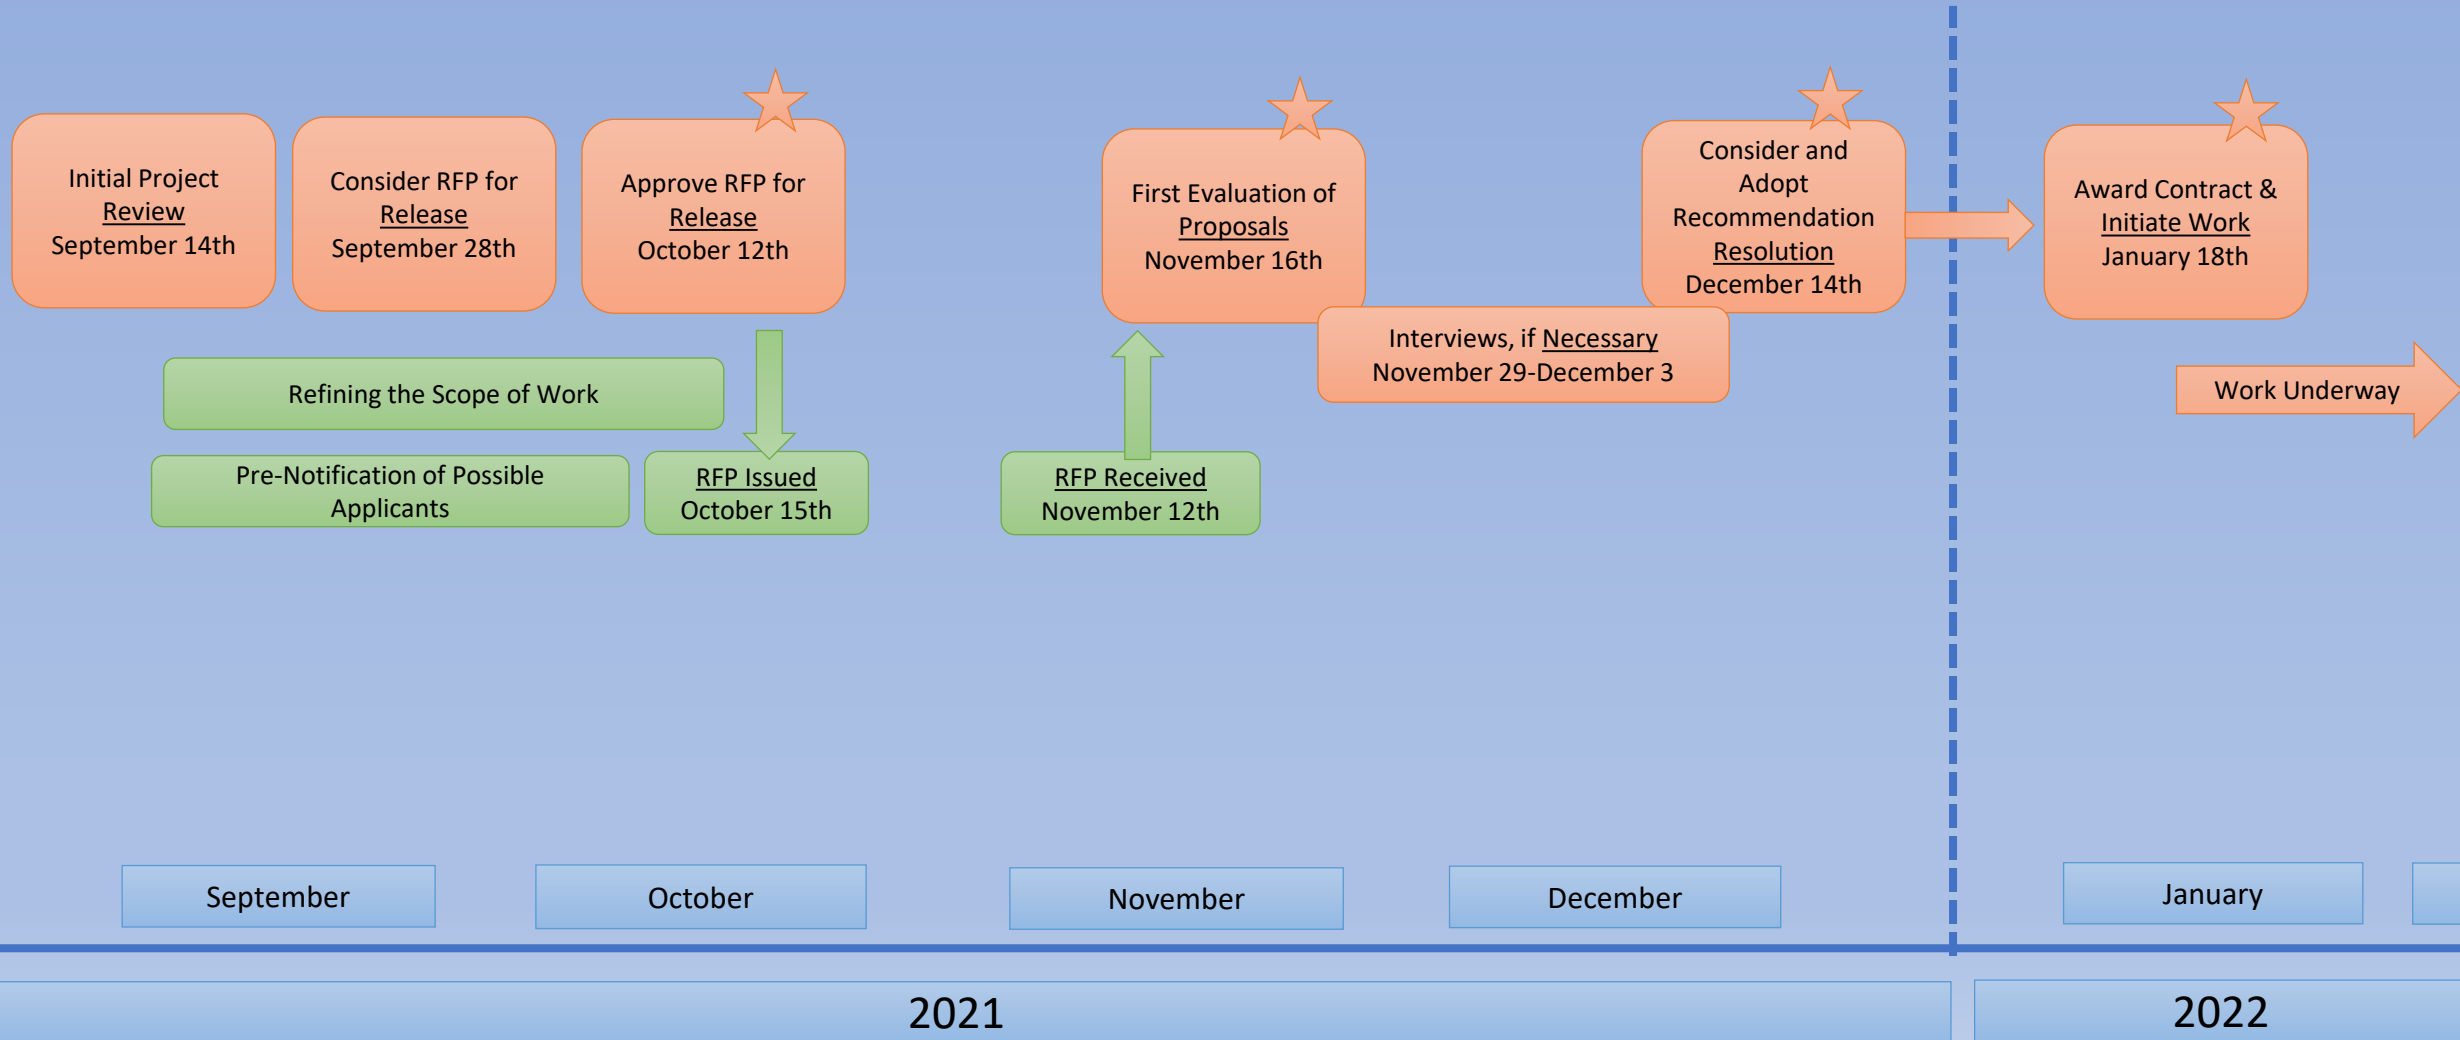 Initial Project
Review
September 14th
Consider RFP for
Release
September 28th
Approve RFP for
Release
October 12th
First Evaluation of
Proposals
November 16th
Consider and
Adopt
Recommendation
Resolution
December 14th
Award Contract &
Initiate Work
January 18th
Interviews, if Necessary
November 29-December 3
Refining the Scope of Work
Work Underway
Pre-Notification of Possible
Applicants
RFP Issued
October 15th
RFP Received
November 12th
September
October
November
December
January
2021
2022